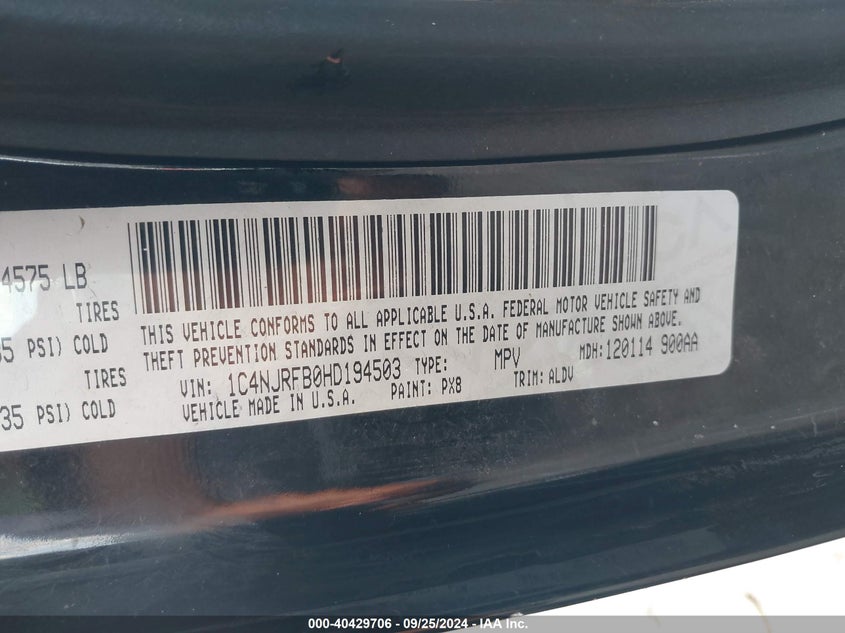 4575 LB
TIRES
35 PSI) COLD
TIRES
35 PSI) COLD
THIS VEHICLE CONFORMS TO ALL APPLICABLE U.S.A. FEDERAL MOTOR VEHICLE SAFETY AND
THEFT PREVENTION STANDARDS IN EFFECT ON THE DATE OF MANUFACTURE SHOWN ABOVE.
VIN: 1C4NJRFB0HD194503 TYPE: MPV MDH:120114 900AA
VEHICLE MADE IN U.S.A. PAINT: PX8 TRIM: ALDV
000-40429706 - 09/25/2024 - IAA Inc.